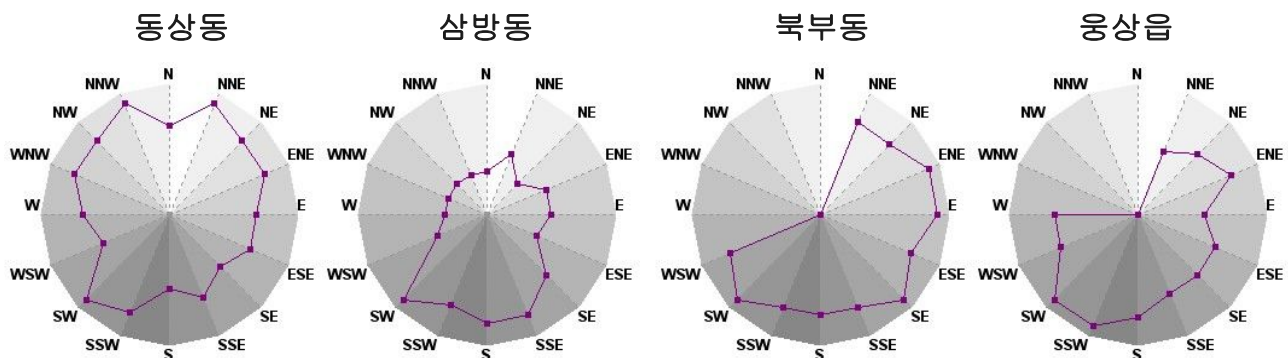 동상동 삼방동 북부동 웅상읍
N N N N
NNW NNE NNW NNE NNW NNE NNW NNE
NW NE NW NE NW NE NW NE
WNW ENE WNW ENE WNW ENE WNW ENE
W E W E W E W E
WSW ESE WSW ESE WSW ESE WSW ESE
SW SE SW SE SW SE SW SE
SSW SSE SSW SSE SSW SSE SSW SSE
S S S S